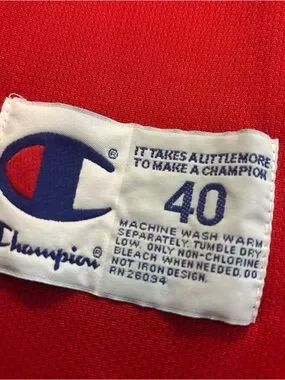 IT TAKES A LITTLE MORE
TO MAKE A CHAMPION
40
MACHINE WASH WARM
SEPARATELY. TUMBLE DRY
LOW. ONLY NON-CHLORINE
BLEACH WHEN NEEDED. DO
NOT IRON DESIGN.
RN 26094
Champion
®